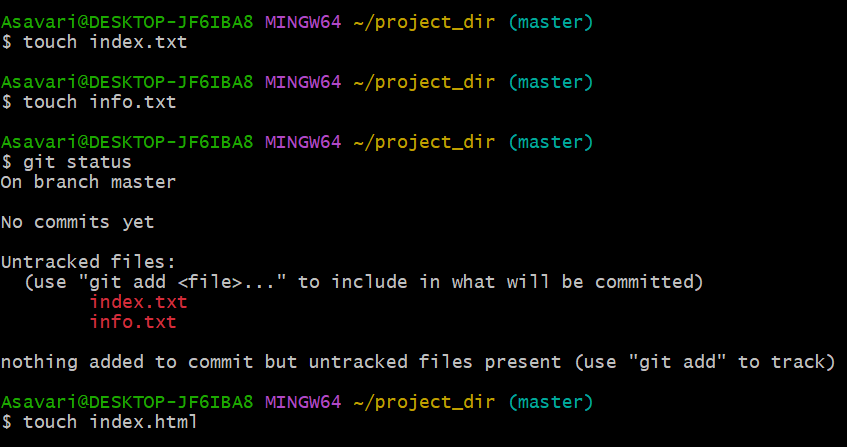 Asavari@DESKTOP-JF6IBA8 MINGW64 ~/project_dir (master)
$ touch index.txt
Asavari@DESKTOP-JF6IBA8 MINGW64 ~/project_dir (master)
$ touch info.txt
Asavari@DESKTOP-JF6IBA8 MINGW64 ~/project_dir (master)
$ git status
On branch master
No commits yet
Untracked files:
  (use "git add <file>..." to include in what will be committed)
        index.txt
        info.txt
nothing added to commit but untracked files present (use "git add" to track)
Asavari@DESKTOP-JF6IBA8 MINGW64 ~/project_dir (master)
$ touch index.html